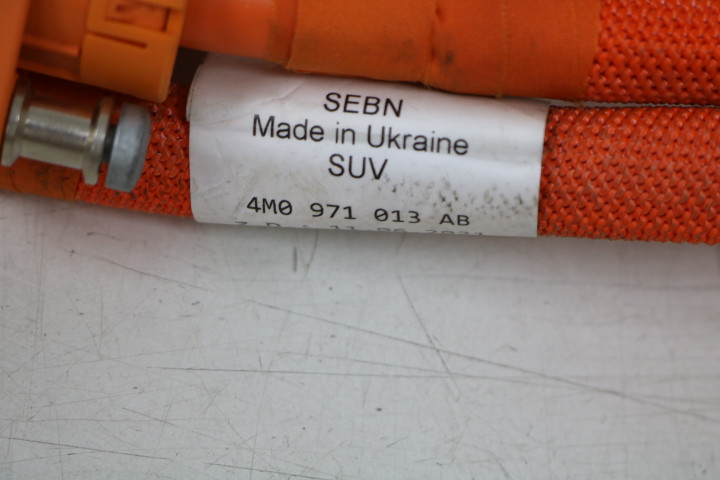 SEBN
Made in Ukraine
SUV
4M0 971 013 AB